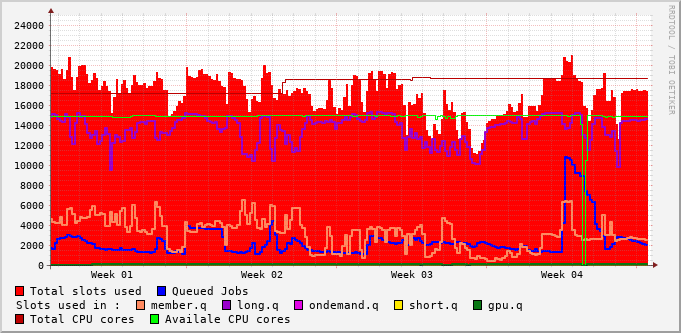 RRDTOOL / TOBI OETIKER
24000
22000
20000
18000
16000
14000
12000
10000
8000
6000
4000
2000
0
Week 01 Week 02 Week 03 Week 04
Total slots used Queued Jobs
Slots used in : member.q long.q ondemand.q short.q gpu.q
Total CPU cores Availale CPU cores